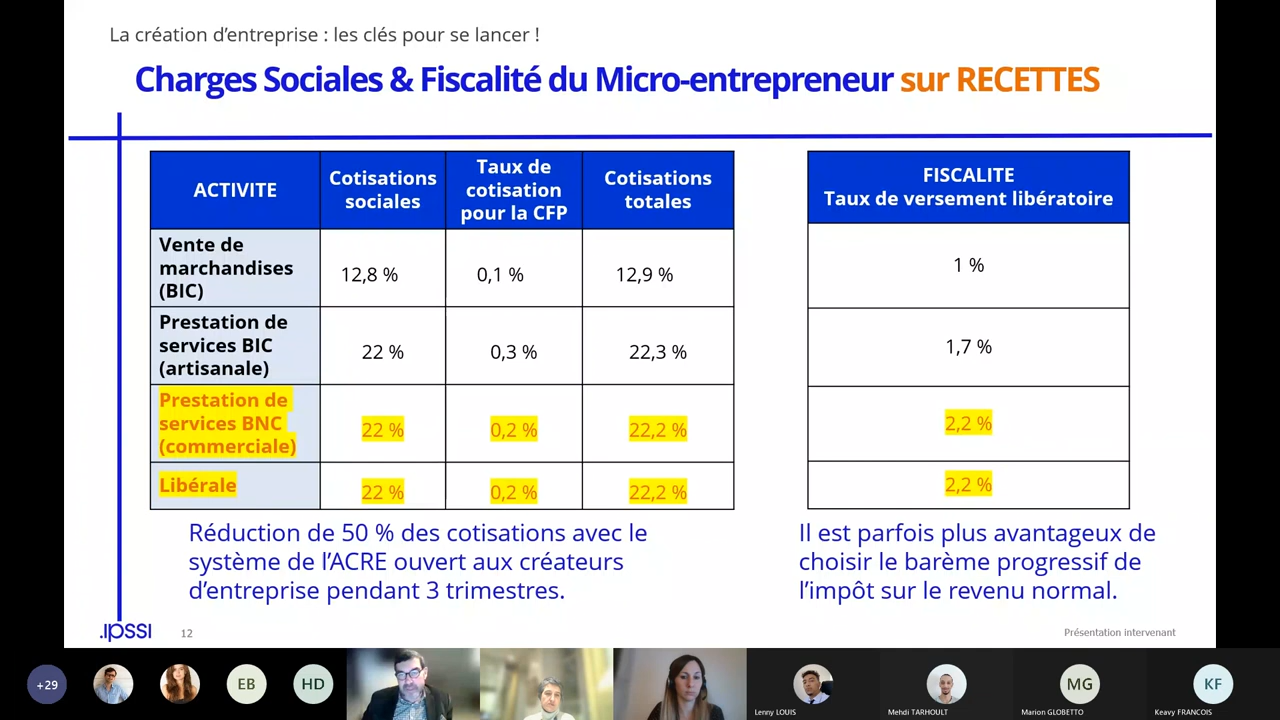 La création d’entreprise : les clés pour se lancer !
Charges Sociales & Fiscalité du Micro-entrepreneur sur RECETTES
ACTIVITE
Cotisations
sociales
Taux de
cotisation
pour la CFP
Cotisations
totales
Vente de
marchandises
(BIC)
12,8 %
0,1 %
12,9 %
Prestation de
services BIC
(artisanale)
22 %
0,3 %
22,3 %
Prestation de
services BNC
(commerciale)
22 %
0,2 %
22,2 %
Libérale
22 %
0,2 %
22,2 %
FISCALITE
Taux de versement libératoire
1 %
1,7 %
2,2 %
2,2 %
Réduction de 50 % des cotisations avec le
système de l’ACRE ouvert aux créateurs
d’entreprise pendant 3 trimestres.
Il est parfois plus avantageux de
choisir le barème progressif de
l’impôt sur le revenu normal.
.IPSSI
12
Présentation intervenant
+29
EB
HD
Lenny LOUIS
Mehdi TARHOULT
MG
Marion GLOBETTO
KF
Keavy FRANCOIS